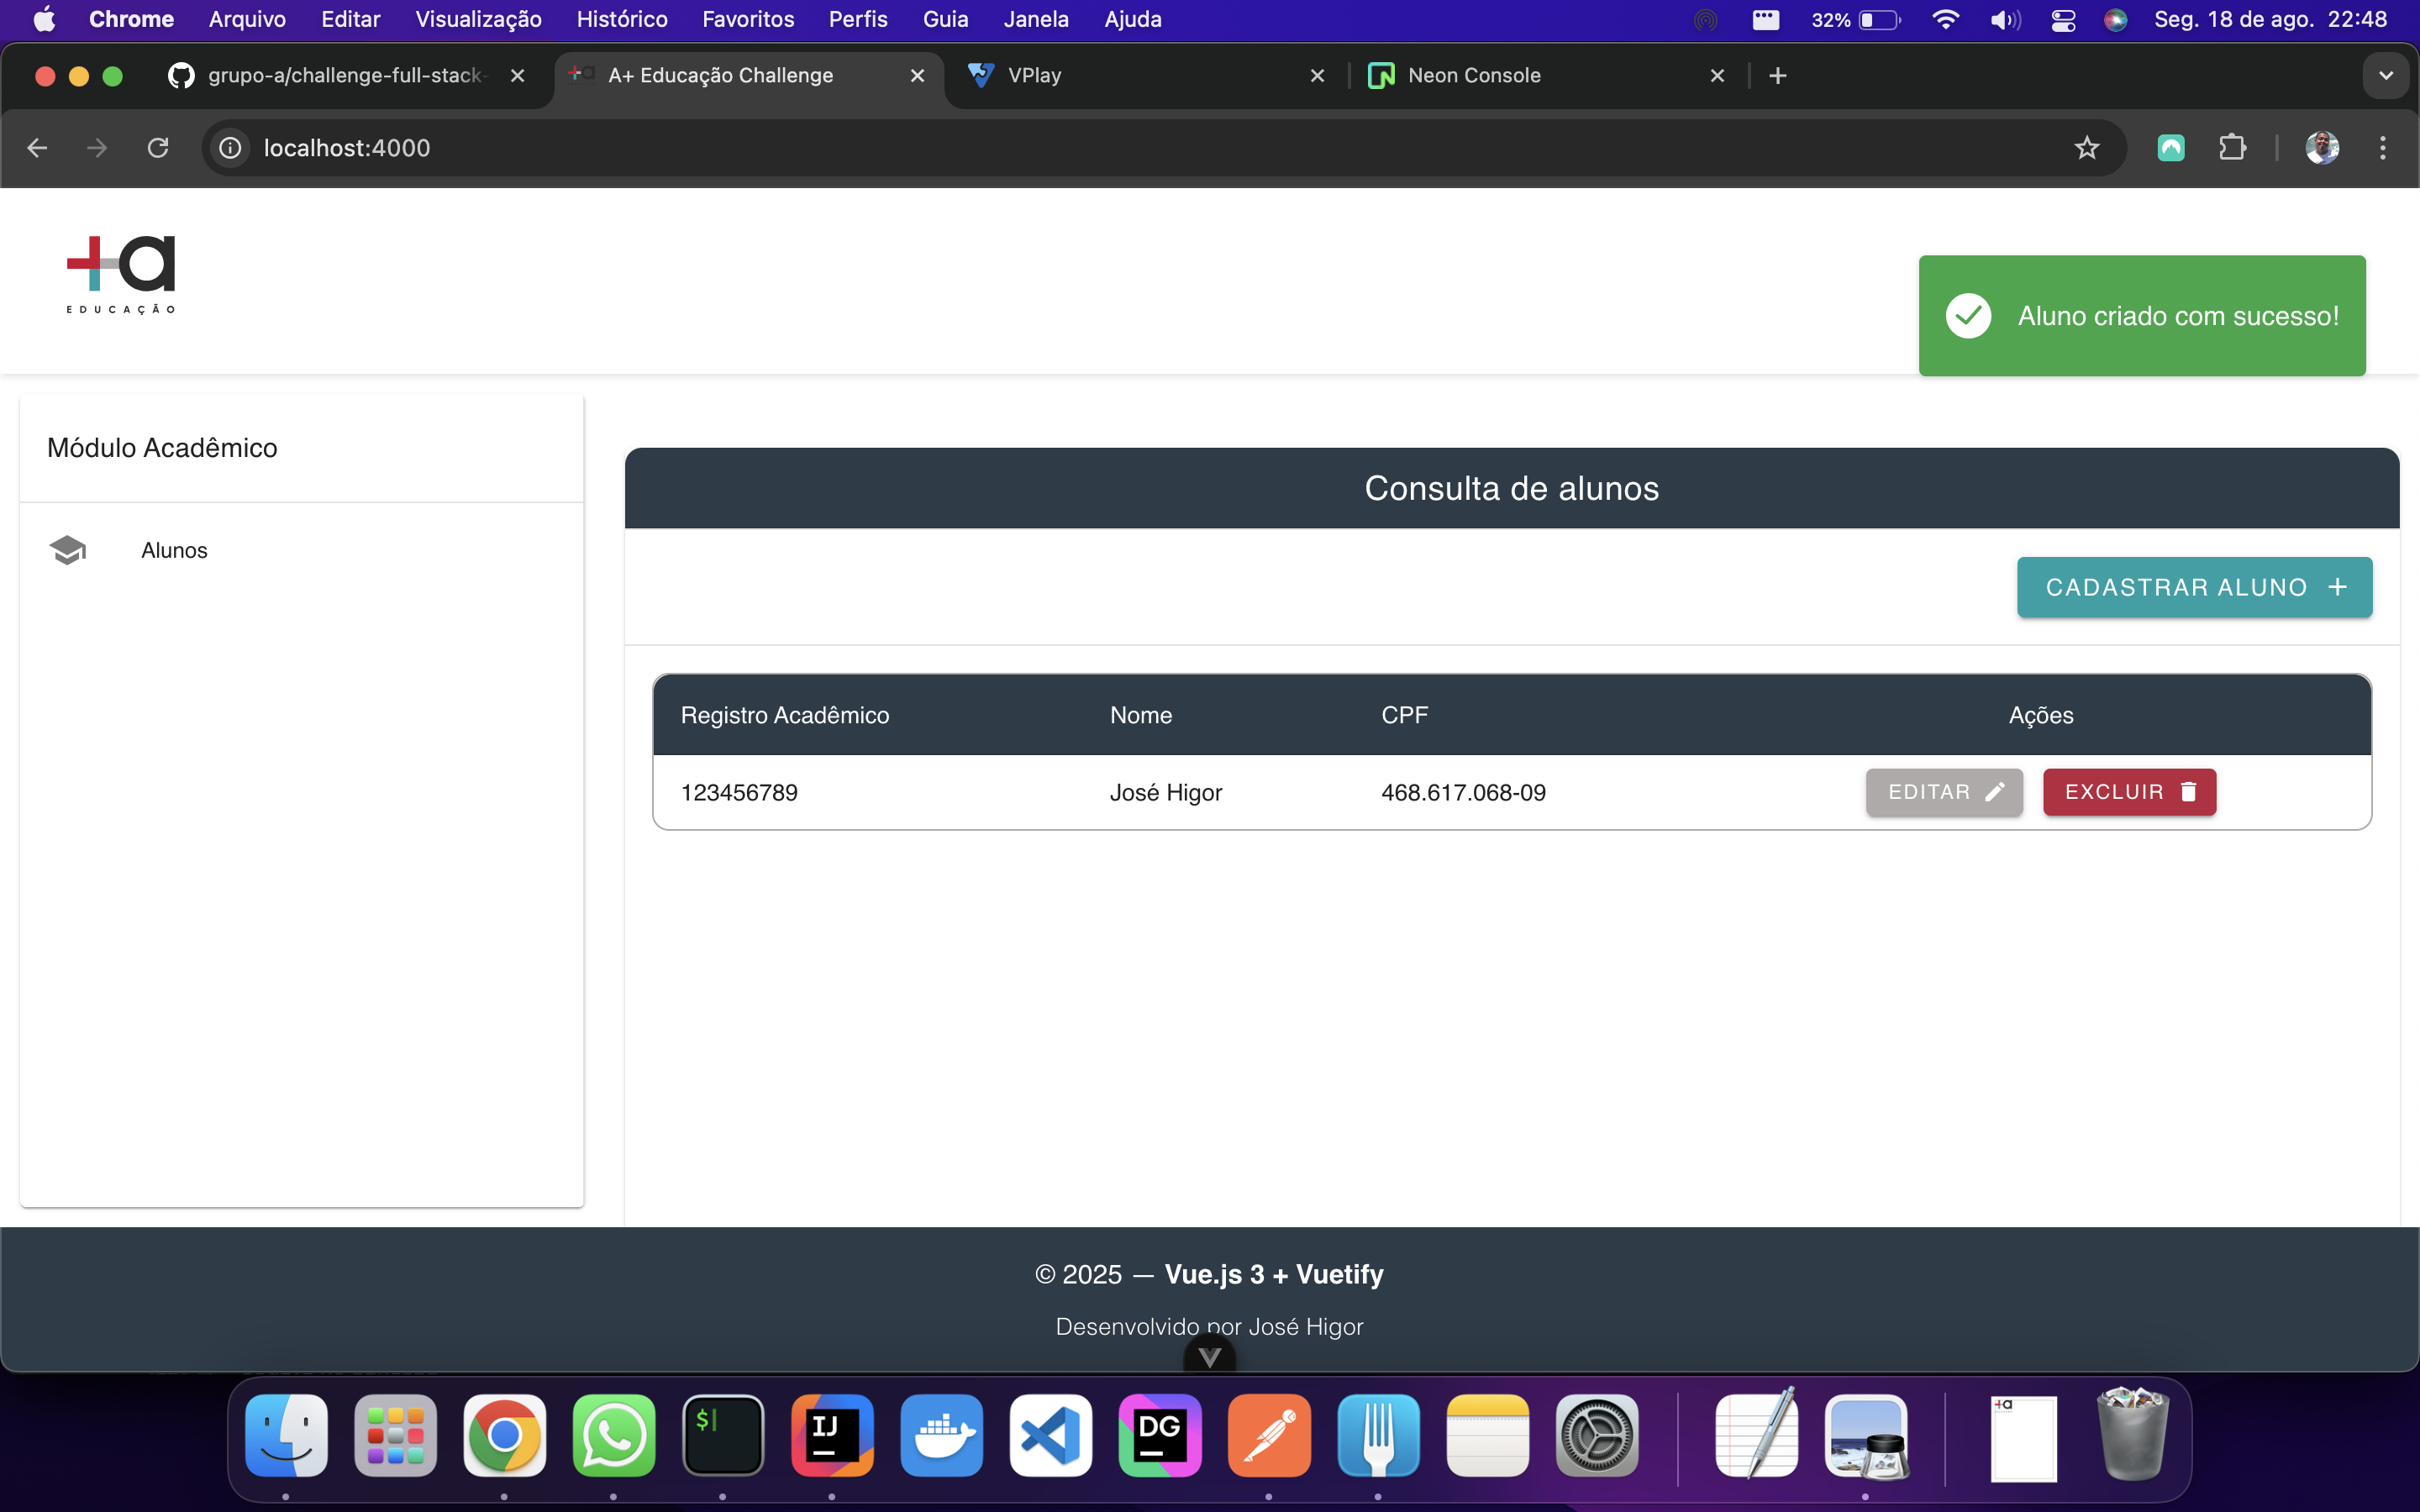 Chrome Arquivo Editar Visualização Histórico Favoritos Perfis Guia Janela Ajuda 32% Seg. 18 de ago. 22:48
grupo-a/challenge-full-stack- A+ Educação Challenge VPlay Neon Console
localhost:4000
+a
EDUCAÇÃO
Aluno criado com sucesso!
Módulo Acadêmico
Alunos
Consulta de alunos
CADASTRAR ALUNO +
Registro Acadêmico Nome CPF Ações
123456789 José Higor 468.617.068-09 EDITAR EXCLUIR
© 2025 — Vue.js 3 + Vuetify
Desenvolvido por José Higor
$ IJ DG +a